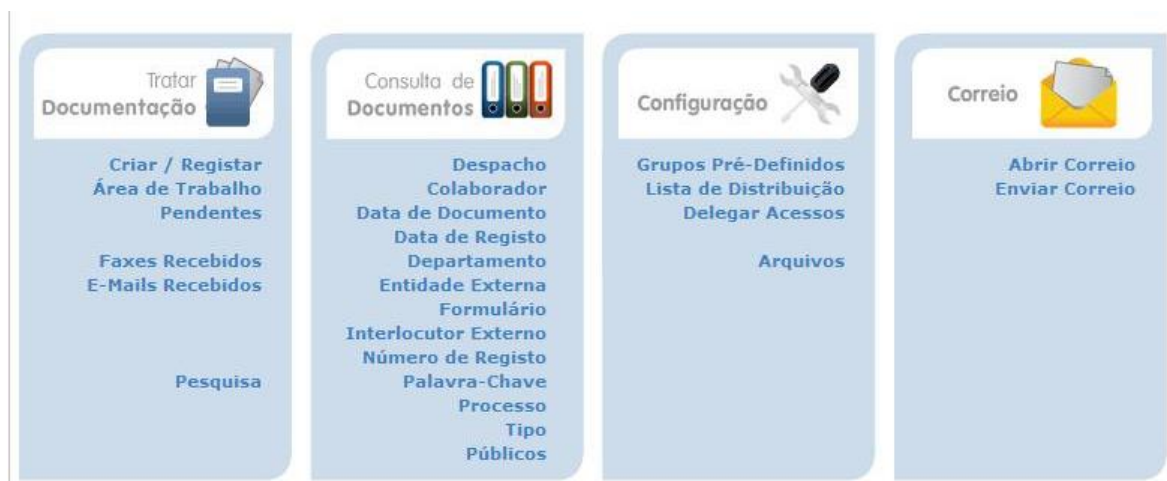 Tratar
Documentação
Criar / Registar
Área de Trabalho
Pendentes
Faxes Recebidos
E-Mails Recebidos
Pesquisa
Consulta de
Documentos
Despacho
Colaborador
Data de Documento
Data de Registo
Departamento
Entidade Externa
Formulário
Interlocutor Externo
Número de Registo
Palavra-Chave
Processo
Tipo
Públicos
Configuração
Grupos Pré-Definidos
Lista de Distribuição
Delegar Acessos
Arquivos
Correio
Abrir Correio
Enviar Correio